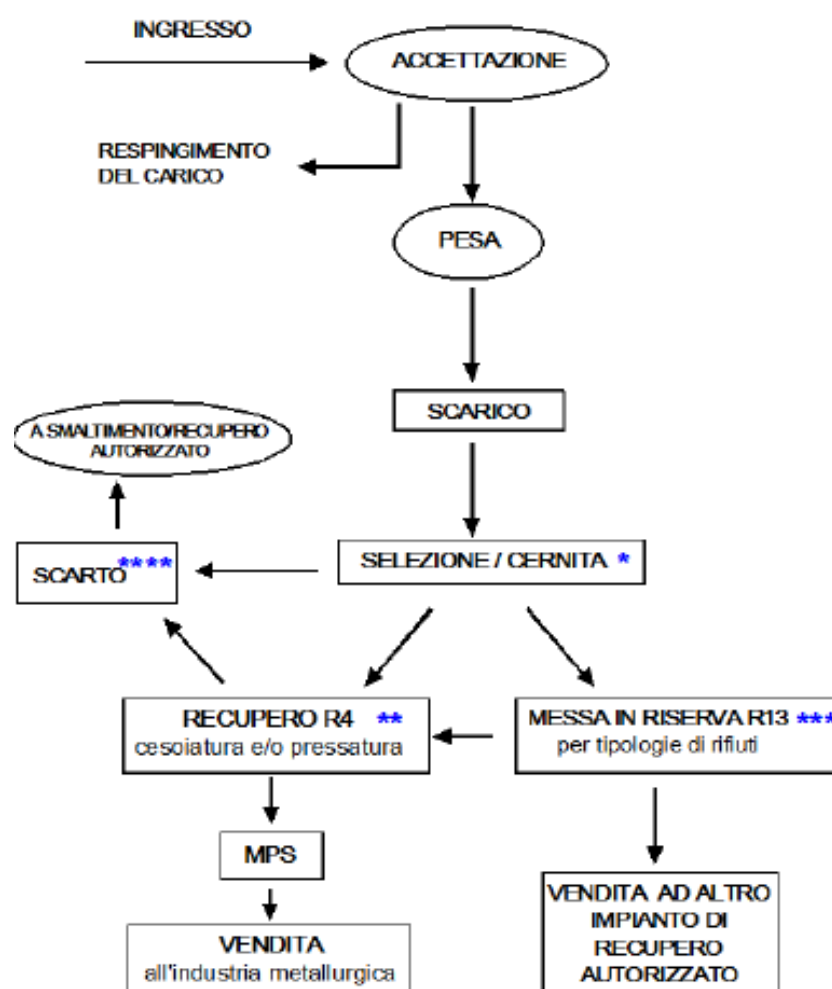 INGRESSO
ACCETTAZIONE
RESPINGIMENTO
DEL CARICO
PESA
SCARICO
A SMALTIMENTO/RECUPERO
AUTORIZZATO
SCARTO ****
SELEZIONE / CERNITA *
RECUPERO R4 **
cesoiatura e/o pressatura
MESSA IN RISERVA R13 ***
per tipologie di rifiuti
MPS
VENDITA
all'industria metallurgica
VENDITA AD ALTRO
IMPIANTO DI
RECUPERO
AUTORIZZATO